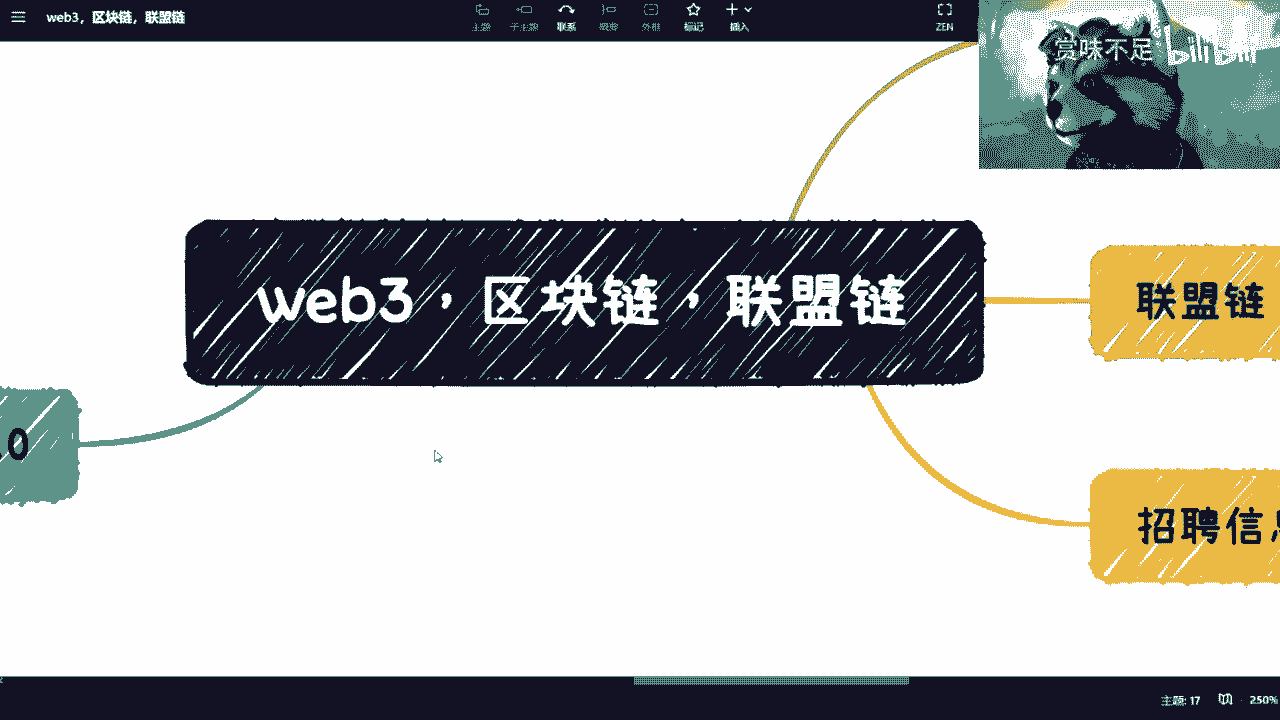 web3，区块链，联盟链
主题
子主题
联系
概要
外框
标记
插入
ZEN
赏味不足
bilibili
web3，区块链，联盟链
联盟链
.0
招聘信息
主题: 17
250%